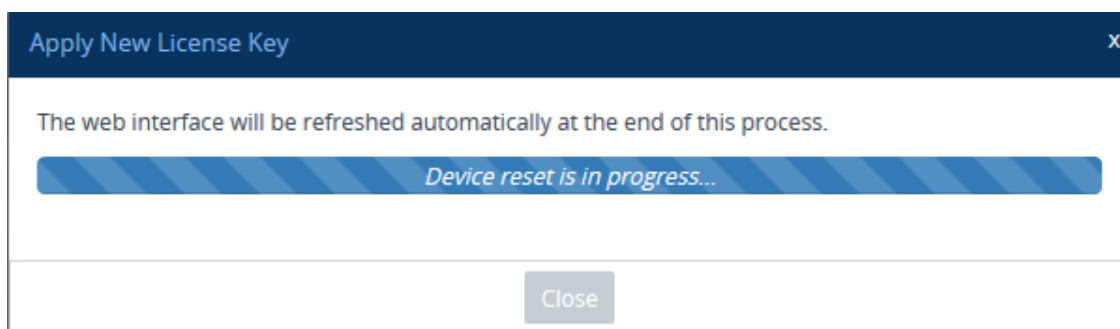 Apply New License Key
x
The web interface will be refreshed automatically at the end of this process.
Device reset is in progress...
Close